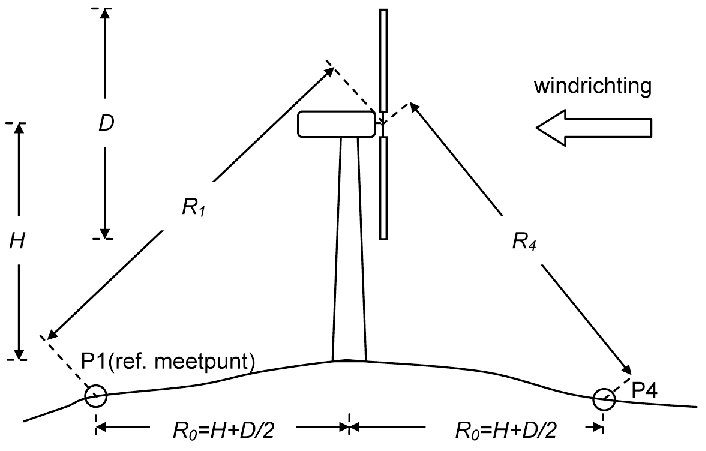 windrichting
D
H
R1
R4
P1(ref. meetpunt)
P4
R0=H+D/2
R0=H+D/2